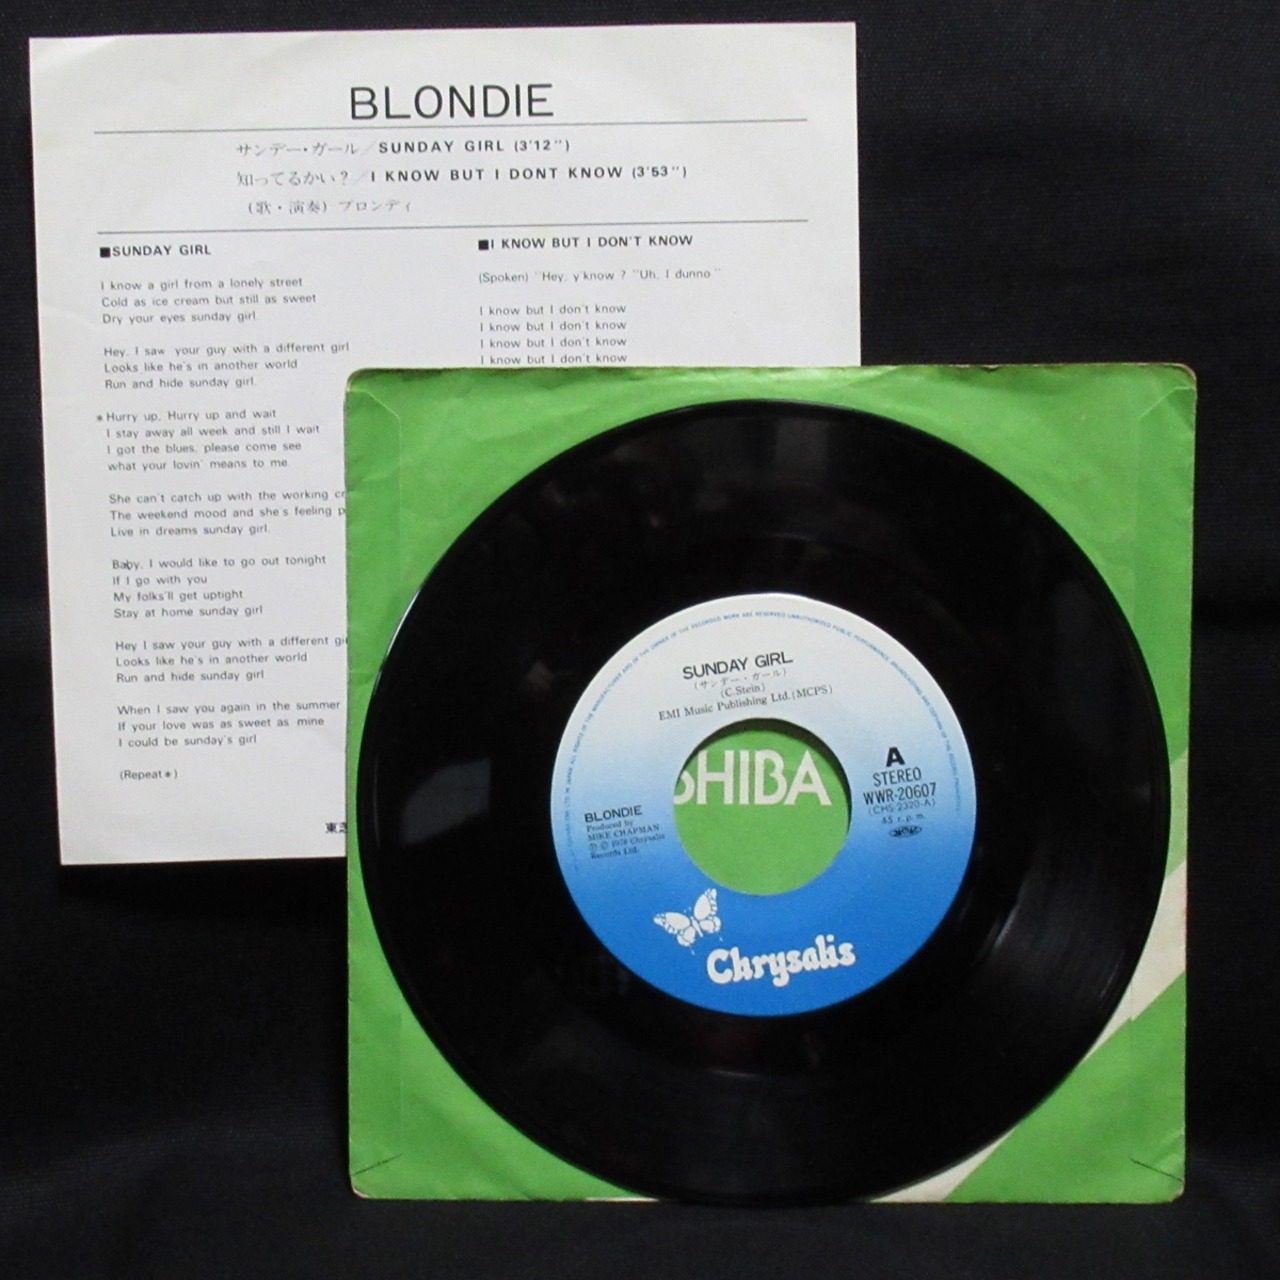 BLONDIE
サンデー・ガール／SUNDAY GIRL (3'12")
知ってるかい？／I KNOW BUT I DONT KNOW (3'53")
(歌・演奏) ブロンディ
■SUNDAY GIRL
I know a girl from a lonely street
Cold as ice cream but still as sweet
Dry your eyes sunday girl
Hey, I saw your guy with a different girl
Looks like he's in another world
Run and hide sunday girl.
*Hurry up, Hurry up and wait
I stay away all week and still I wait
I got the blues, please come see
what your lovin' means to me
She can't catch up with the working
The weekend mood and she's feeling
Live in dreams sunday girl.
Baby, I would like to go out tonight
If I go with you
My folks'll get uptight
Stay at home sunday girl
Hey I saw your guy with a different
Looks like he's in another world
Run and hide sunday girl
When I saw you again in the summer
If your love was as sweet as mine
I could be sunday's girl
(Repeat*)
東芝
■I KNOW BUT I DON'T KNOW
(Spoken) "Hey, y'know ? "Uh, I dunno"
I know but I don't know
I know but I don't know
I know but I don't know
I know but I don't know
SUNDAY GIRL
(サンデー・ガール)
(C.Stein)
EMI Music Publishing Ltd.(MCPS)
SHIBA
A
STEREO
WWR-20607
(CHS 2320-A)
45 r.p.m.
BLONDIE
Produced by
MIKE CHAPMAN
Ⓟ © 1978 Chrysalis
Records Ltd.
Chrysalis